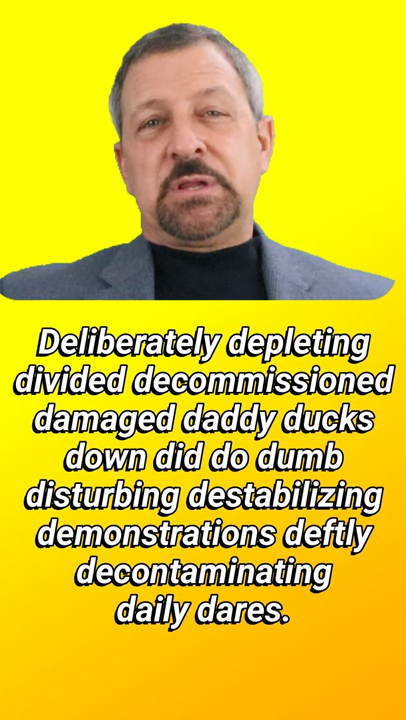 Deliberately depleting
divided decommissioned
damaged daddy ducks
down did do dumb
disturbing destabilizing
demonstrations deftly
decontaminating
daily dares.